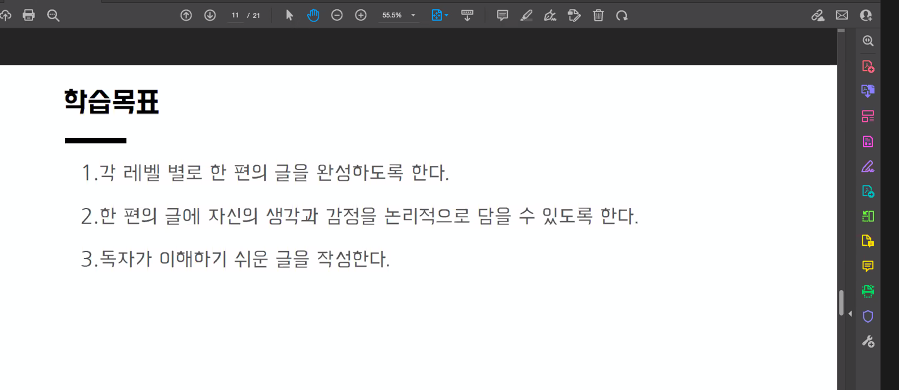 11 / 21
55.5%
학습목표
1.각 레벨 별로 한 편의 글을 완성하도록 한다.
2.한 편의 글에 자신의 생각과 감정을 논리적으로 담을 수 있도록 한다.
3.독자가 이해하기 쉬운 글을 작성한다.